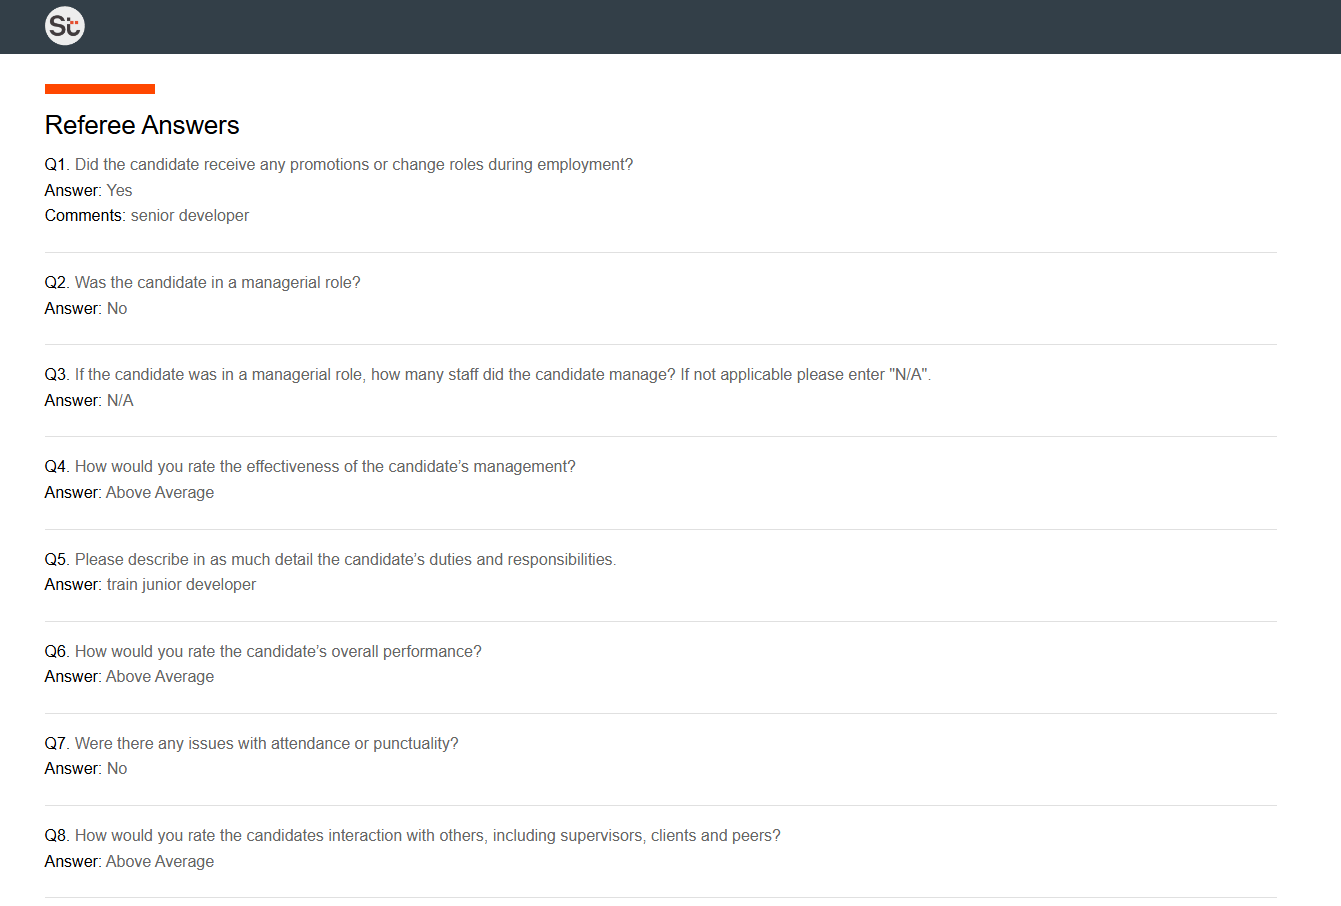 St
Referee Answers
Q1. Did the candidate receive any promotions or change roles during employment?
Answer: Yes
Comments: senior developer
Q2. Was the candidate in a managerial role?
Answer: No
Q3. If the candidate was in a managerial role, how many staff did the candidate manage? If not applicable please enter "N/A".
Answer: N/A
Q4. How would you rate the effectiveness of the candidate’s management?
Answer: Above Average
Q5. Please describe in as much detail the candidate’s duties and responsibilities.
Answer: train junior developer
Q6. How would you rate the candidate’s overall performance?
Answer: Above Average
Q7. Were there any issues with attendance or punctuality?
Answer: No
Q8. How would you rate the candidates interaction with others, including supervisors, clients and peers?
Answer: Above Average